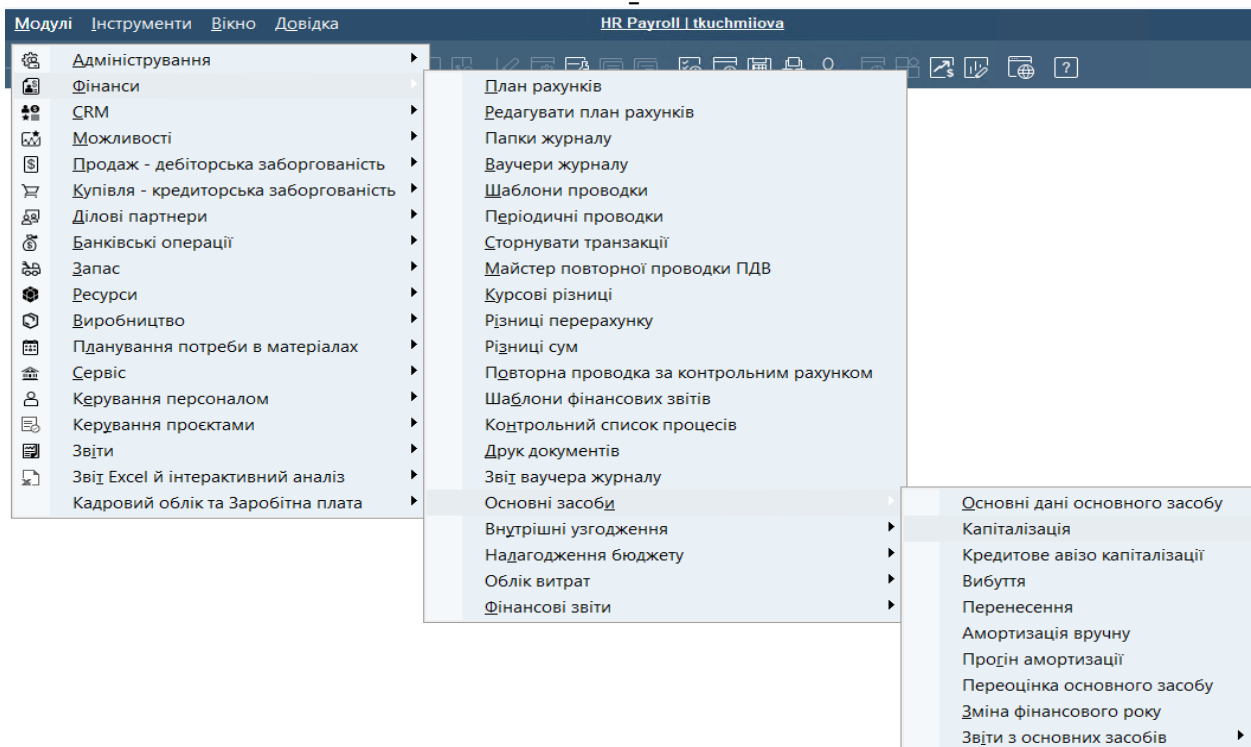 Модулі Інструменти Вікно Довідка HR Payroll | tkuchmiiova
Адміністрування
Фінанси
CRM
Можливості
Продаж - дебіторська заборгованість
Купівля - кредиторська заборгованість
Ділові партнери
Банківські операції
Запас
Ресурси
Виробництво
Планування потреби в матеріалах
Сервіс
Керування персоналом
Керування проєктами
Звіти
Звіт Excel й інтерактивний аналіз
Кадровий облік та Заробітна плата
План рахунків
Редагувати план рахунків
Папки журналу
Ваучери журналу
Шаблони проводки
Періодичні проводки
Сторнувати транзакції
Майстер повторної проводки ПДВ
Курсові різниці
Різниці перерахунку
Різниці сум
Повторна проводка за контрольним рахунком
Шаблони фінансових звітів
Контрольний список процесів
Друк документів
Звіт ваучера журналу
Основні засоби
Внутрішні узгодження
Налагодження бюджету
Облік витрат
Фінансові звіти
Основні дані основного засобу
Капіталізація
Кредитове авізо капіталізації
Вибуття
Перенесення
Амортизація вручну
Прогін амортизації
Переоцінка основного засобу
Зміна фінансового року
Звіти з основних засобів